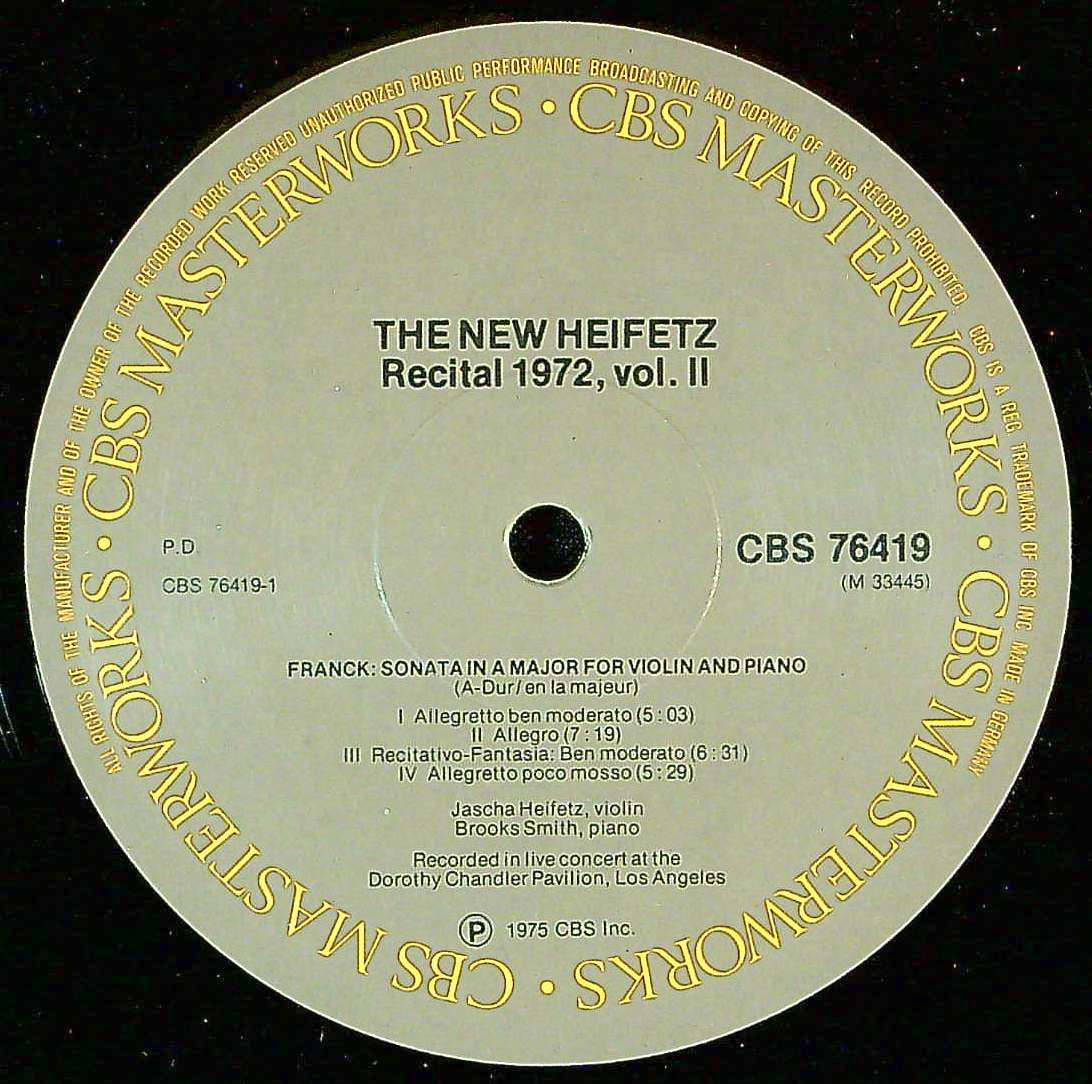 ALL RIGHTS OF THE MANUFACTURER AND OF THE OWNER OF THE RECORDED WORK RESERVED UNAUTHORIZED PUBLIC PERFORMANCE BROADCASTING AND COPYING OF THIS RECORD PROHIBITED. CBS IS A REG. TRADEMARK OF CBS INC. MADE IN GERMANY
CBS MASTERWORKS • CBS MASTERWORKS • CBS MASTERWORKS • CBS MASTERWORKS •
THE NEW HEIFETZ
Recital 1972, vol. II
P.D.
CBS 76419-1
CBS 76419
(M 33445)
FRANCK: SONATA IN A MAJOR FOR VIOLIN AND PIANO
(A-Dur/en la majeur)
I Allegretto ben moderato (5:03)
II Allegro (7:19)
III Recitativo-Fantasia: Ben moderato (6:31)
IV Allegretto poco mosso (5:29)
Jascha Heifetz, violin
Brooks Smith, piano
Recorded in live concert at the
Dorothy Chandler Pavilion, Los Angeles
Ⓟ 1975 CBS Inc.